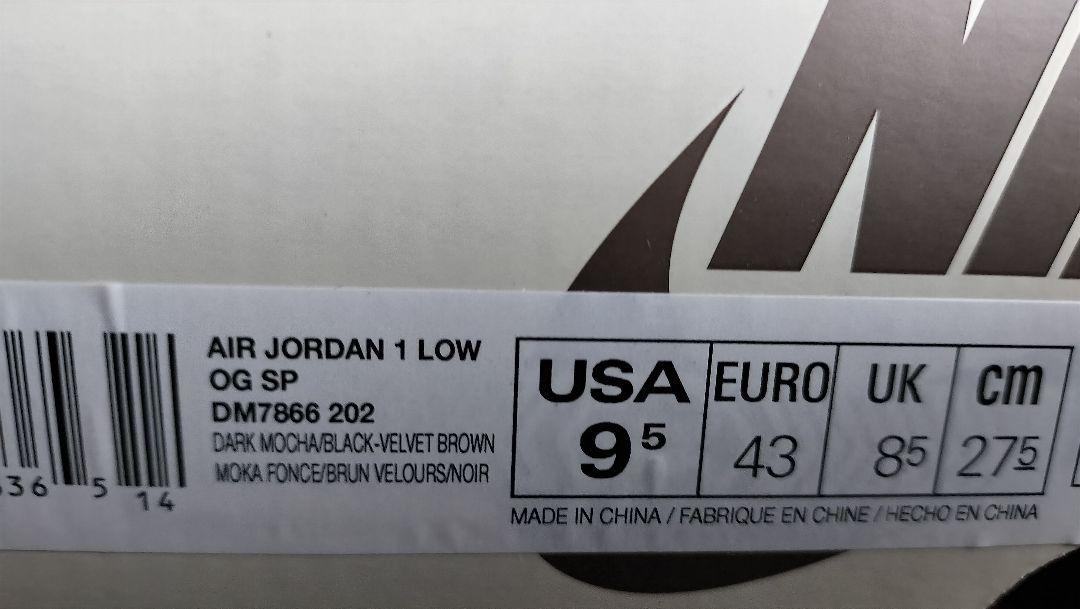 AIR JORDAN 1 LOW
OG SP
DM7866 202
DARK MOCHA/BLACK-VELVET BROWN
MOKA FONCE/BRUN VELOURS/NOIR
36 5 14
USA EURO UK cm
95 43 85 275
MADE IN CHINA / FABRIQUE EN CHINE / HECHO EN CHINA